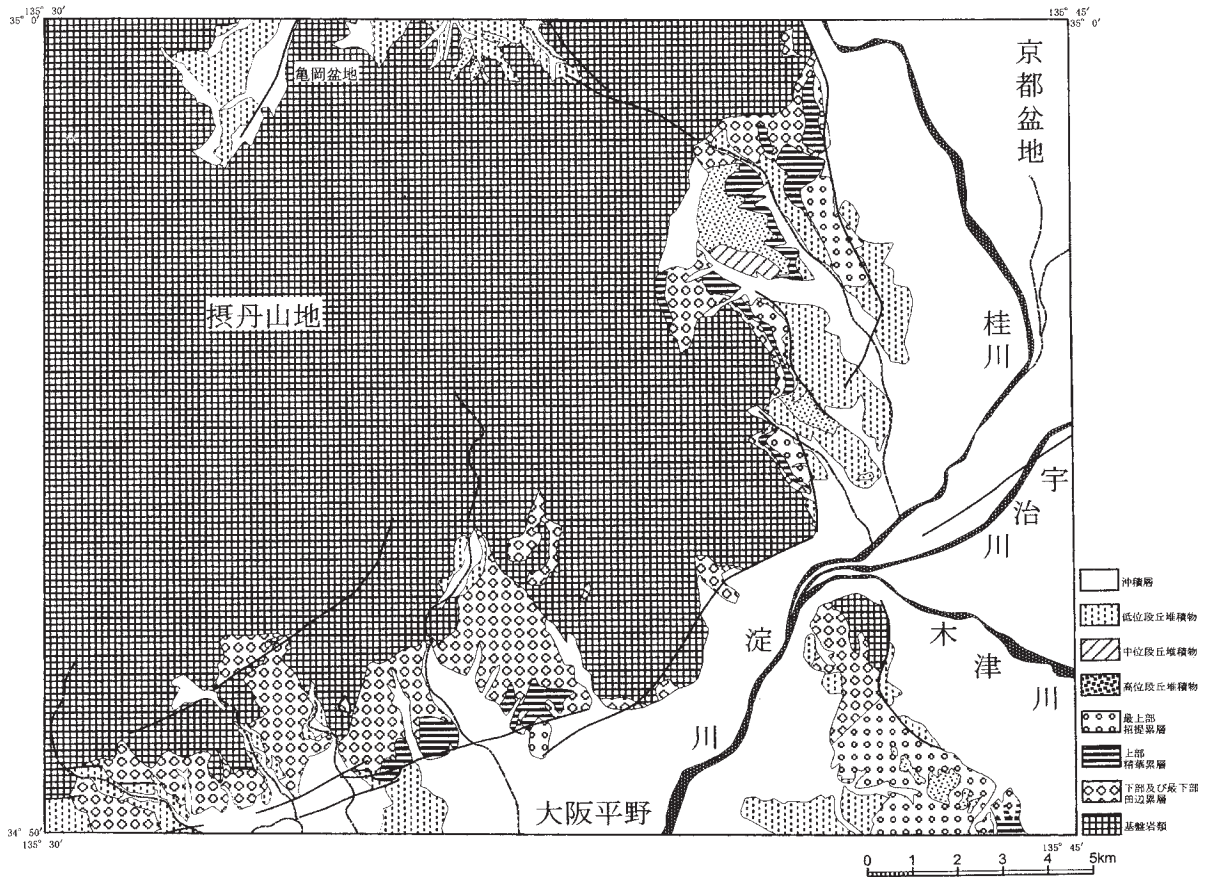 135° 30′
35° 0′
135° 45′
35° 0′
亀岡盆地
京都盆地
摂丹山地
桂川
宇治川
木津川
淀川
大阪平野
沖積層
低位段丘堆積物
中位段丘堆積物
高位段丘堆積物
最上部
招提累層
上部
精華累層
下部及び最下部
田辺累層
基盤岩類
34° 50′
135° 30′
135° 45′
0 1 2 3 4 5km